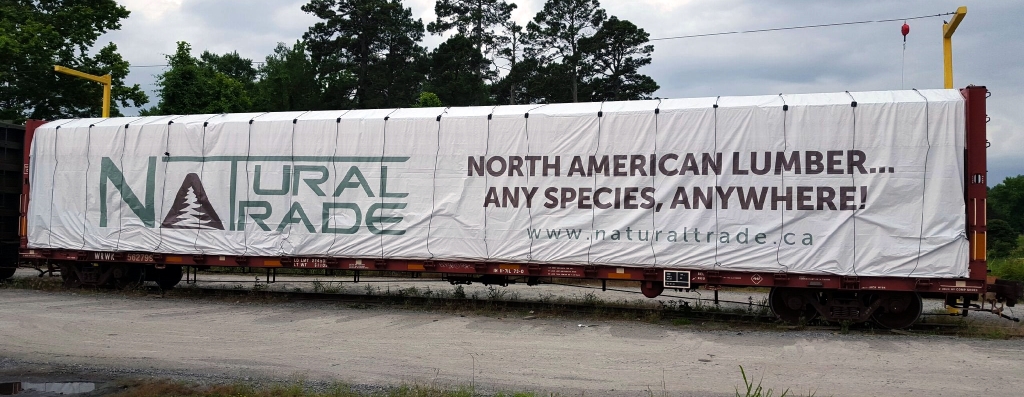 NATURAL TRADE
NORTH AMERICAN LUMBER...
ANY SPECIES, ANYWHERE!
www.naturaltrade.ca